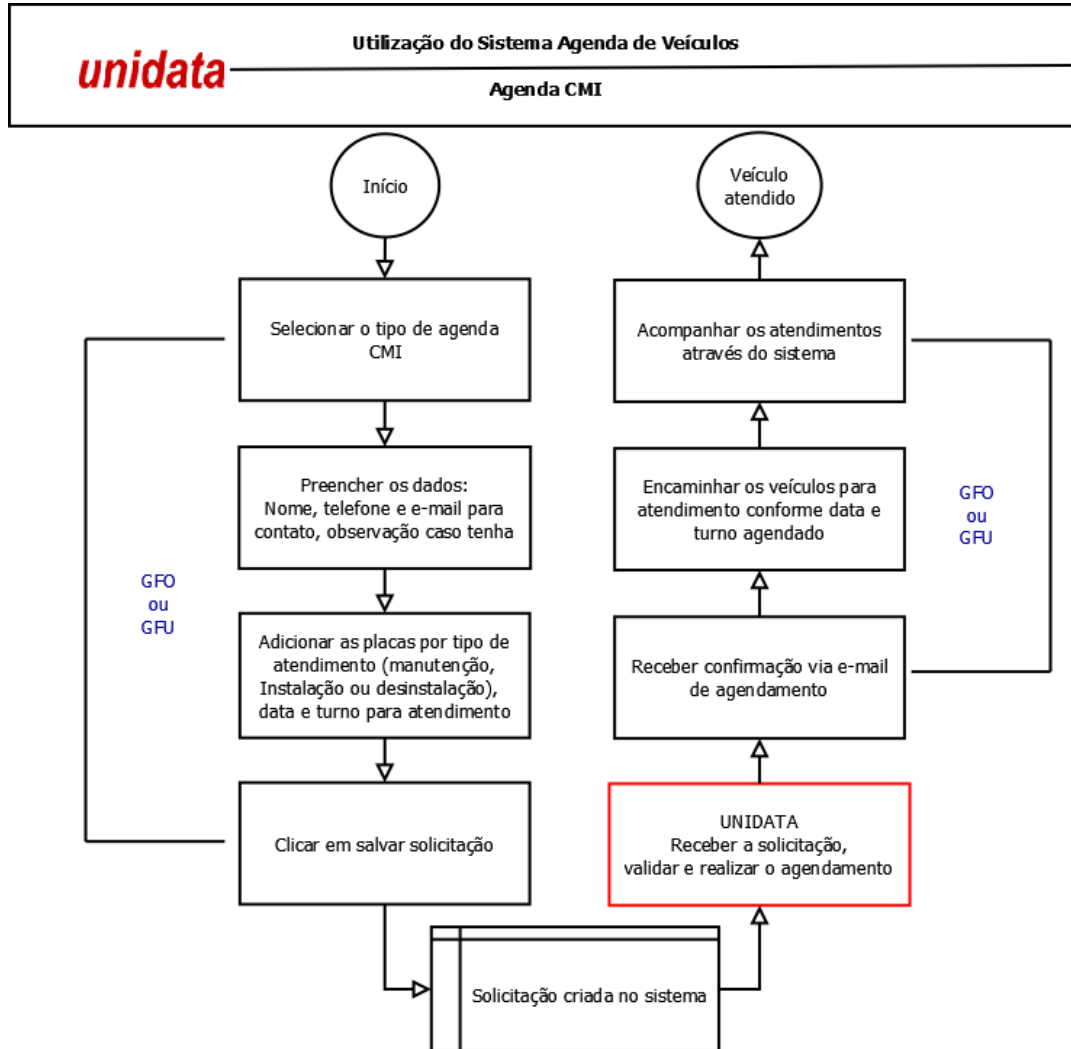 unidata
Utilização do Sistema Agenda de Veículos
Agenda CMI
Início
Selecionar o tipo de agenda
CMI
Preencher os dados:
Nome, telefone e e-mail para
contato, observação caso tenha
Adicionar as placas por tipo de
atendimento (manutenção,
Instalação ou desinstalação),
data e turno para atendimento
Clicar em salvar solicitação
GFO
ou
GFU
Solicitação criada no sistema
UNIDATA
Receber a solicitação,
validar e realizar o agendamento
Receber confirmação via e-mail
de agendamento
Encaminhar os veículos para
atendimento conforme data e
turno agendado
Acompanhar os atendimentos
através do sistema
GFO
ou
GFU
Veículo
atendido